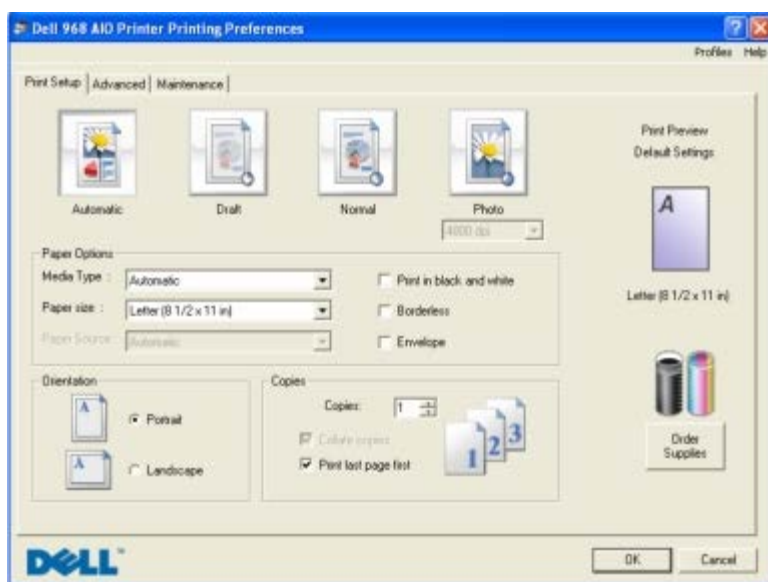 Dell 968 AIO Printer Printing Preferences
Profiles Help
Print Setup Advanced Maintenance
Print Preview
Default Settings
Automatic Draft Normal Photo
4800 dpi
A
Paper Options
Media Type : Automatic Print in black and white
Paper size : Letter (8 1/2 x 11 in) Borderless
Letter (8 1/2 x 11 in)
Paper Source : Automatic Envelope
Orientation Copies
A Portrait
Copies: 1
Collate copies
1 2 3
A Landscape
Print last page first
Order
Supplies
DELL™
OK Cancel